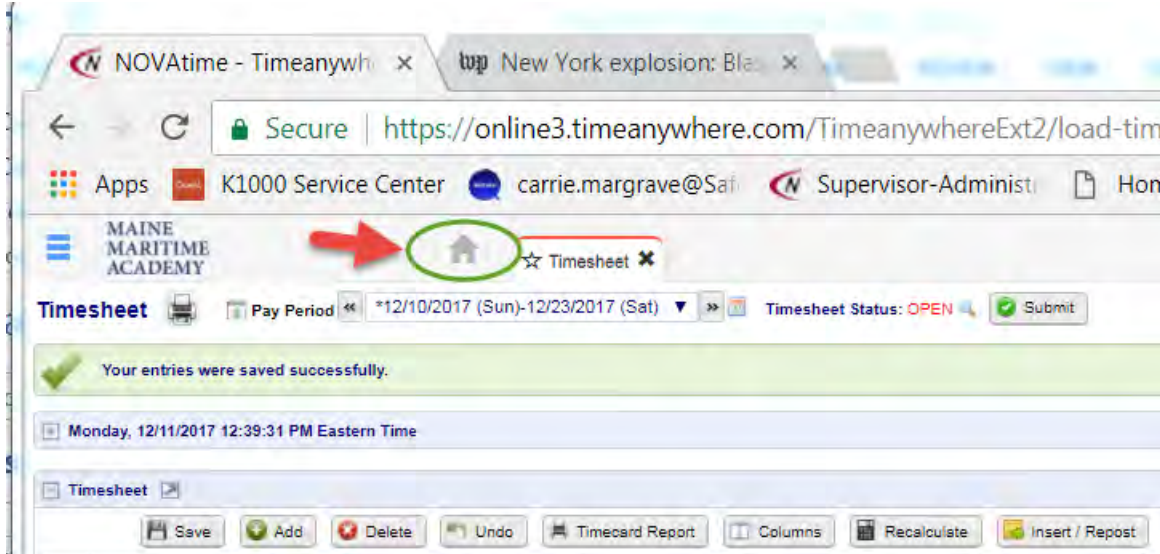 NOVAtime - Timeanywh
wp New York explosion: Bla
Secure | https://online3.timeanywhere.com/TimeanywhereExt2/load-tim
Apps K1000 Service Center carrie.margrave@Saf Supervisor-Administ Hom
MAINE
MARITIME
ACADEMY
Timesheet
Timesheet Pay Period *12/10/2017 (Sun)-12/23/2017 (Sat) Timesheet Status: OPEN Submit
Your entries were saved successfully.
Monday, 12/11/2017 12:39:31 PM Eastern Time
Timesheet
Save Add Delete Undo Timecard Report Columns Recalculate Insert / Repost